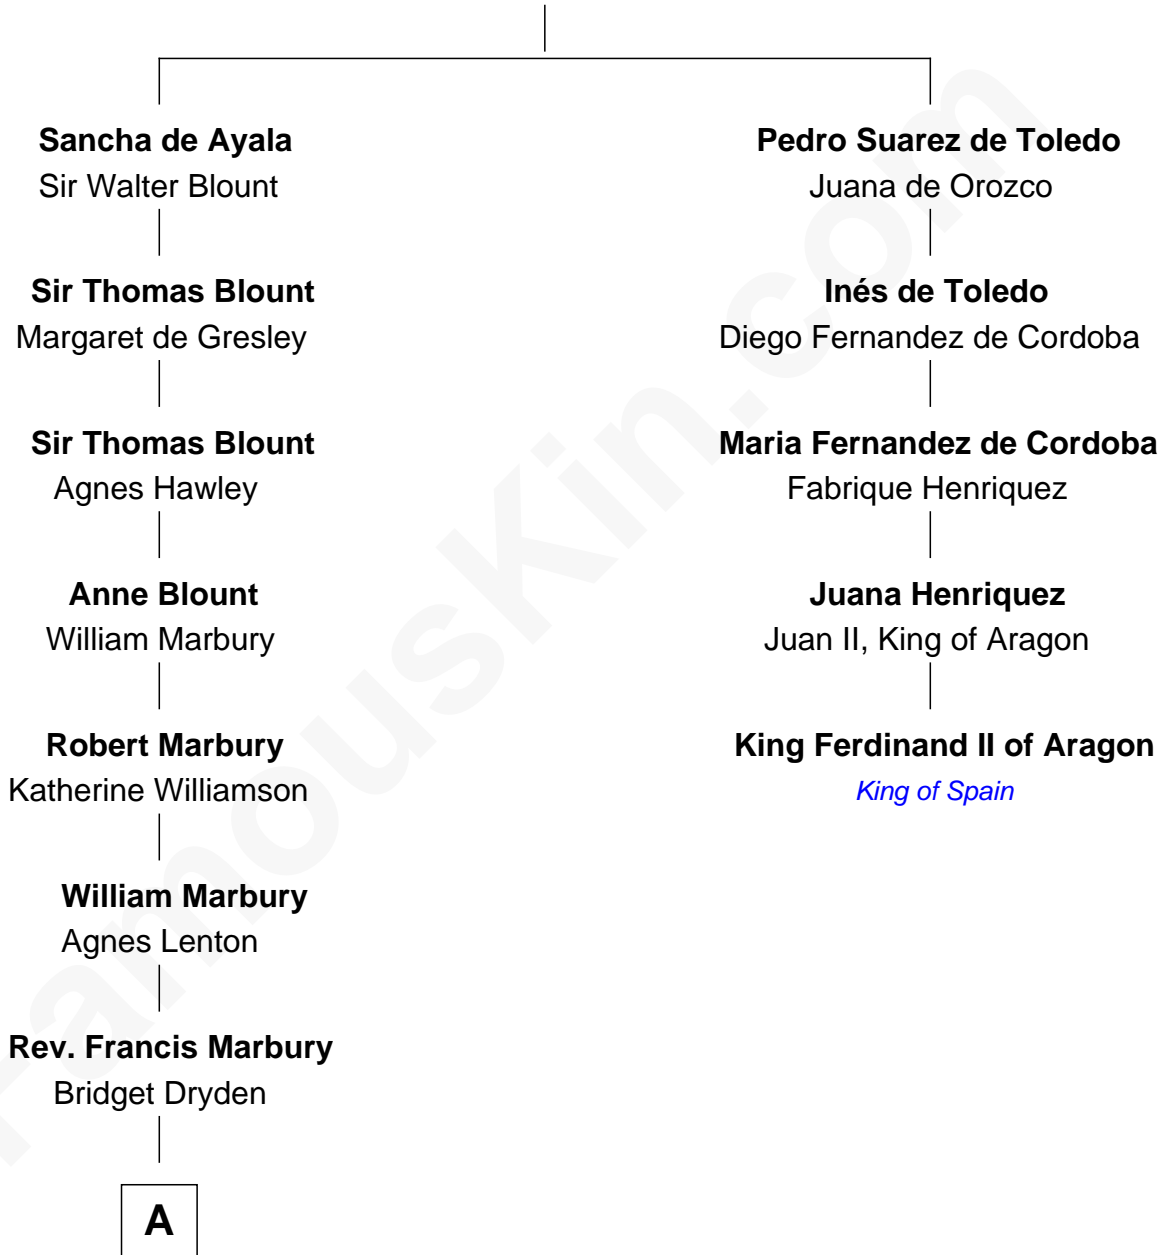 Sancha de Ayala
Sir Walter Blount
Sir Thomas Blount
Margaret de Gresley
Sir Thomas Blount
Agnes Hawley
Anne Blount
William Marbury
Robert Marbury
Katherine Williamson
William Marbury
Agnes Lenton
Rev. Francis Marbury
Bridget Dryden
A
Pedro Suarez de Toledo
Juana de Orozco
Inés de Toledo
Diego Fernandez de Cordoba
Maria Fernandez de Cordoba
Fabrique Henriquez
Juana Henriquez
Juan II, King of Aragon
King Ferdinand II of Aragon
King of Spain
FamousKin.com